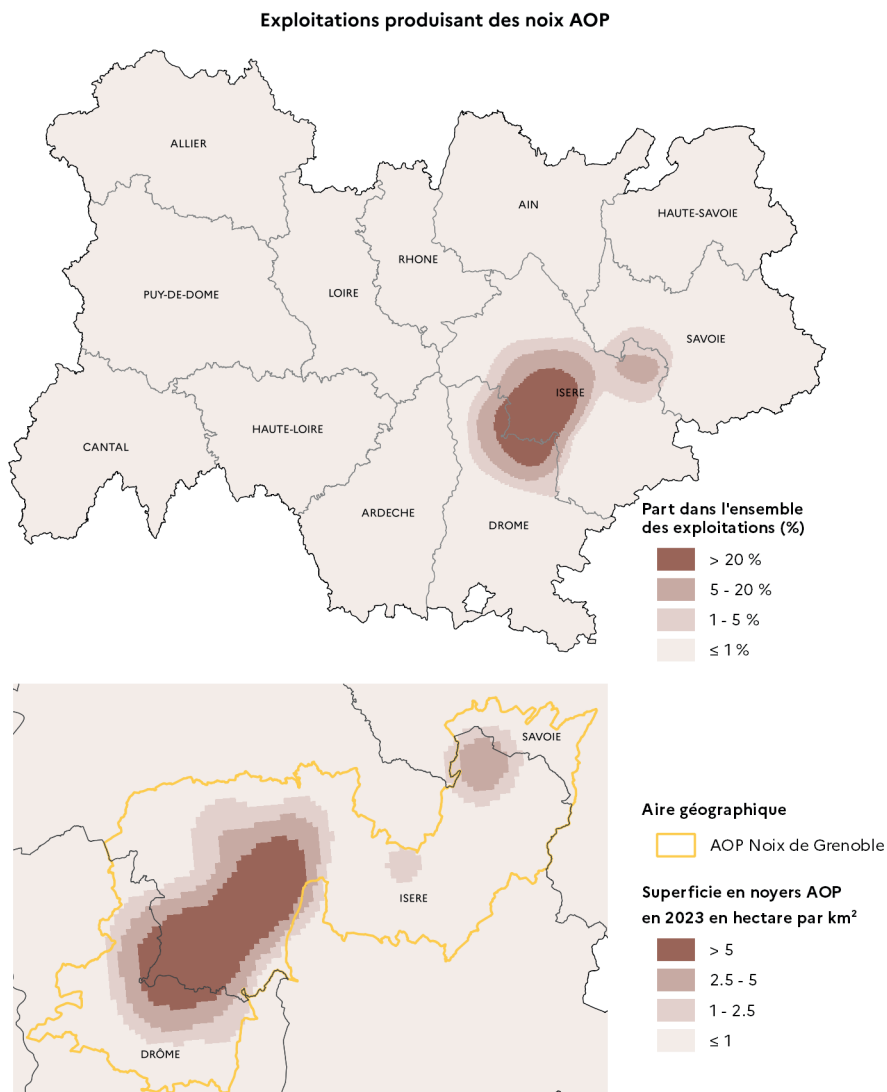 Exploitations produisant des noix AOP
ALLIER
AIN
HAUTE-SAVOIE
RHONE
PUY-DE-DOME
LOIRE
SAVOIE
ISERE
HAUTE-LOIRE
CANTAL
ARDECHE
DROME
Part dans l'ensemble
des exploitations (%)
> 20 %
5 - 20 %
1 - 5 %
≤ 1 %
SAVOIE
ISERE
DRÔME
Aire géographique
AOP Noix de Grenoble
Superficie en noyers AOP
en 2023 en hectare par km²
> 5
2.5 - 5
1 - 2.5
≤ 1